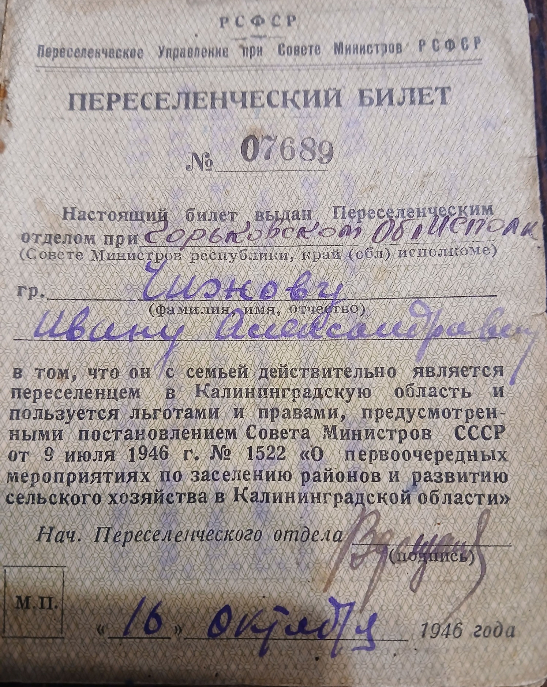 РСФСР
Переселенческое Управление при Совете Министров РСФСР
ПЕРЕСЕЛЕНЧЕСКИЙ БИЛЕТ
№ 07689
Настоящий билет выдан Переселенческим
отделом при Горьковском Облисполк
(Совете Министров республики, край (обл) исполкоме)
гр. Чижову
(фамилия, имя, отчество)
Ивану Александравич
в том, что он с семьей действительно является
переселенцем в Калининградскую область и
пользуется льготами и правами, предусмотрен-
ными постановлением Совета Министров СССР
от 9 июля 1946 г. № 1522 «О первоочередных
мероприятиях по заселению районов и развитию
сельского хозяйства в Калининградской области»
Нач. Переселенческого отдела
(подпись)
М.П.
«16» октября 1946 года